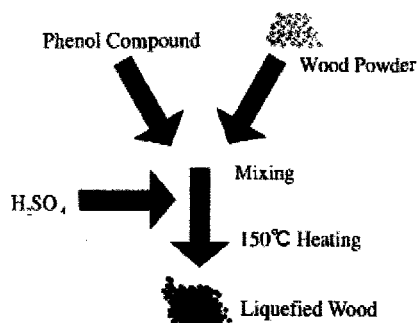 Phenol Compound
Wood Powder
Mixing
H₂SO₄
150℃ Heating
Liquefied Wood